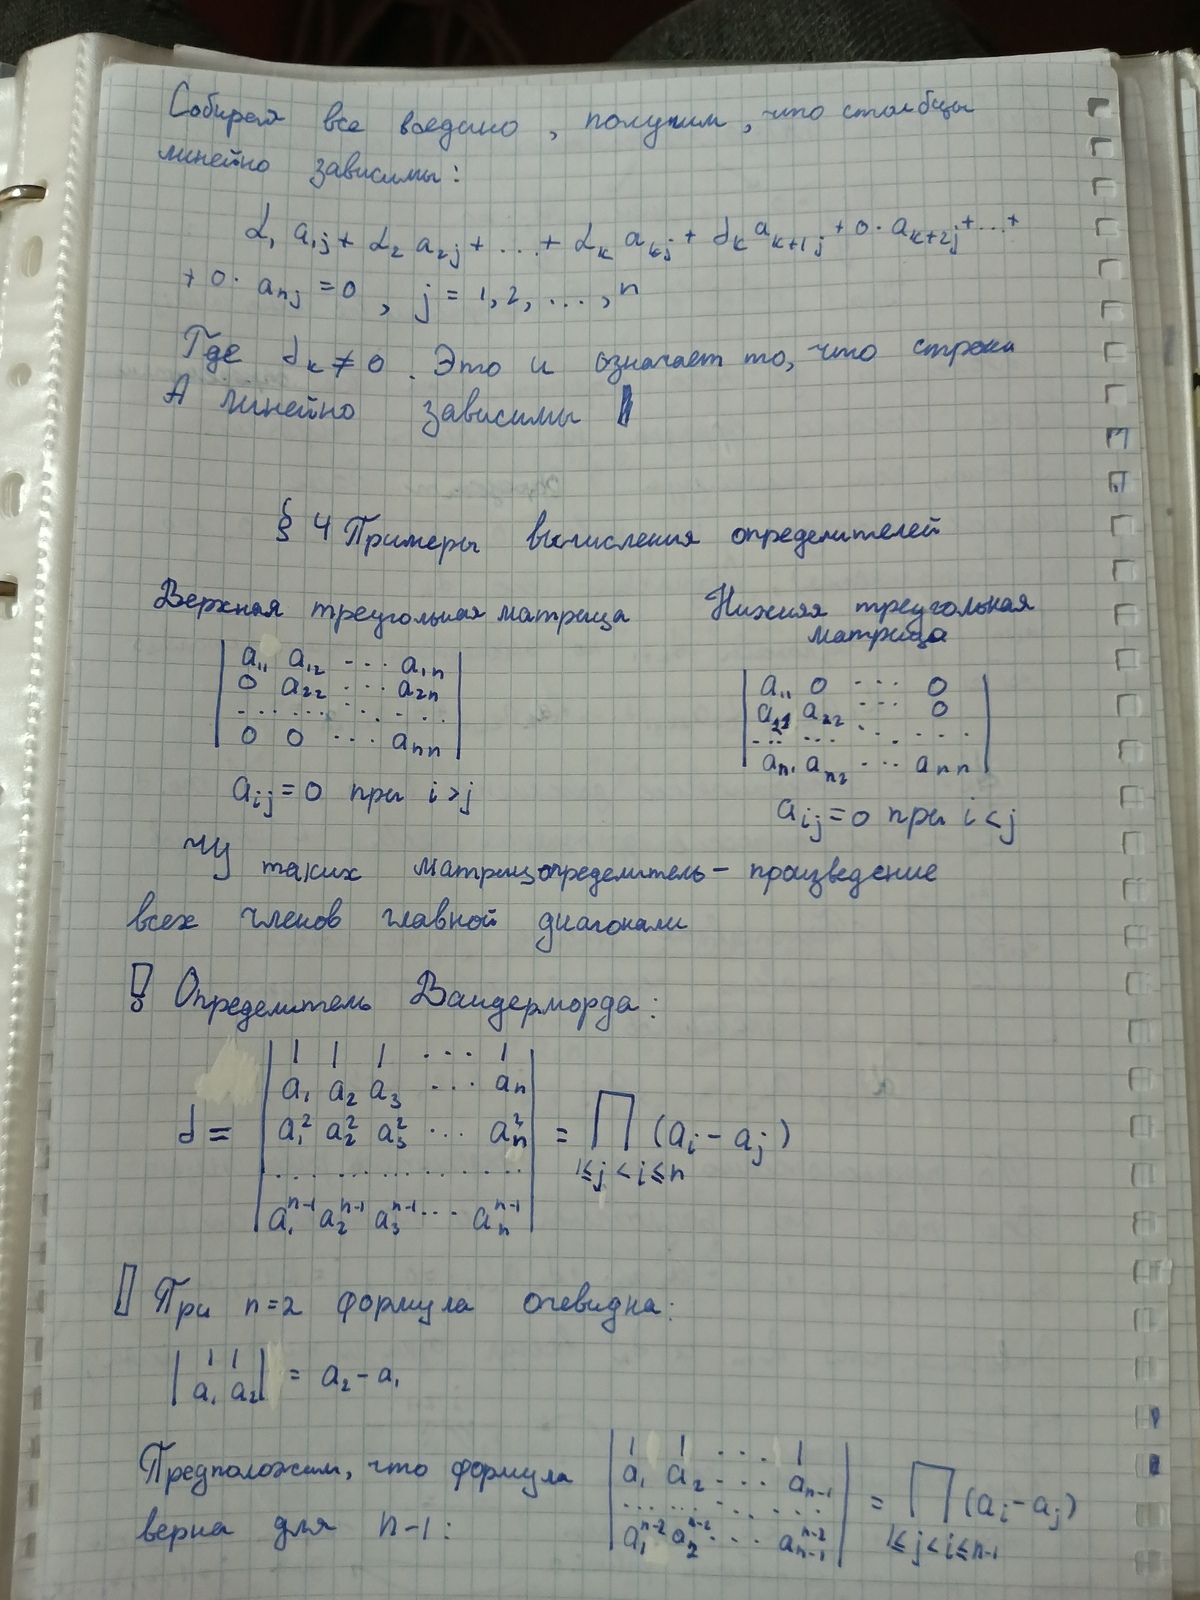 Собирая все воедино, получим, что столбцы
линейно зависимы:
α₁ a₁ⱼ + α₂ a₂ⱼ + ... + αₖ aₖⱼ + αₖ aₖ₊₁ⱼ + 0 · aₖ₊₂ⱼ + ... +
+ 0 · aₙⱼ = 0 , j = 1, 2, ..., n
Где αₖ ≠ 0. Это и означает то, что строки
A линейно зависимы
§ 4 Примеры вычисления определителей
Верхняя треугольная матрица
| a₁₁ a₁₂ ... a₁ₙ |
| 0 a₂₂ ... a₂ₙ |
| ... |
| 0 0 ... aₙₙ |
aᵢⱼ = 0 при i > j
Нижняя треугольная
матрица
| a₁₁ 0 ... 0 |
| a₂₁ a₂₂ ... 0 |
| ... |
| aₙ₁ aₙ₂ ... aₙₙ |
aᵢⱼ = 0 при i < j
У таких матриц определитель – произведение
всех членов главной диагонали
! Определитель Вандерморда:
d = | 1 1 1 ... 1 |
| a₁ a₂ a₃ ... aₙ |
| a₁² a₂² a₃² ... aₙ² | = ∏ (aᵢ - aⱼ)
1≤j<i≤n
| ... |
| a₁ⁿ⁻¹ a₂ⁿ⁻¹ a₃ⁿ⁻¹ ... aₙⁿ⁻¹ |
При n=2 формула очевидна:
| 1 1 |
| a₁ a₂ | = a₂ - a₁
Предположим, что формула
верна для n-1:
| 1 1 ... 1 |
| a₁ a₂ ... aₙ₋₁ |
| ... | = ∏ (aᵢ - aⱼ)
| a₁ⁿ⁻² a₂ⁿ⁻² ... aₙ₋₁ⁿ⁻² |
1≤j<i≤n-1